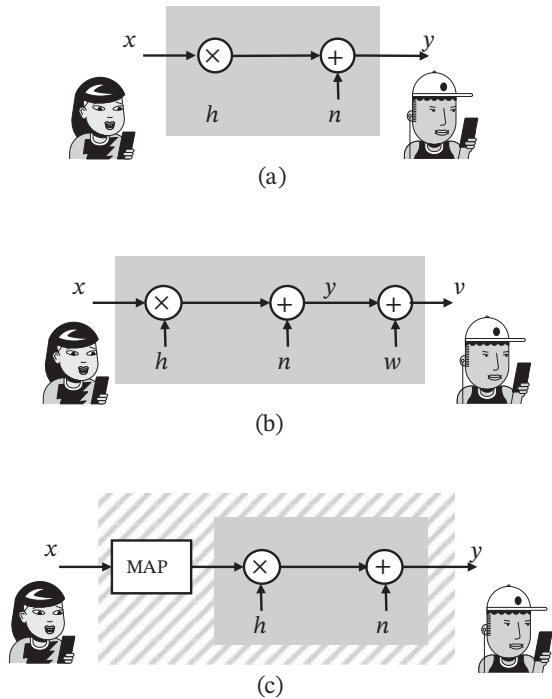 x × + y
h n
(a)
x × + y + v
h n w
(b)
x MAP × + y
h n
(c)